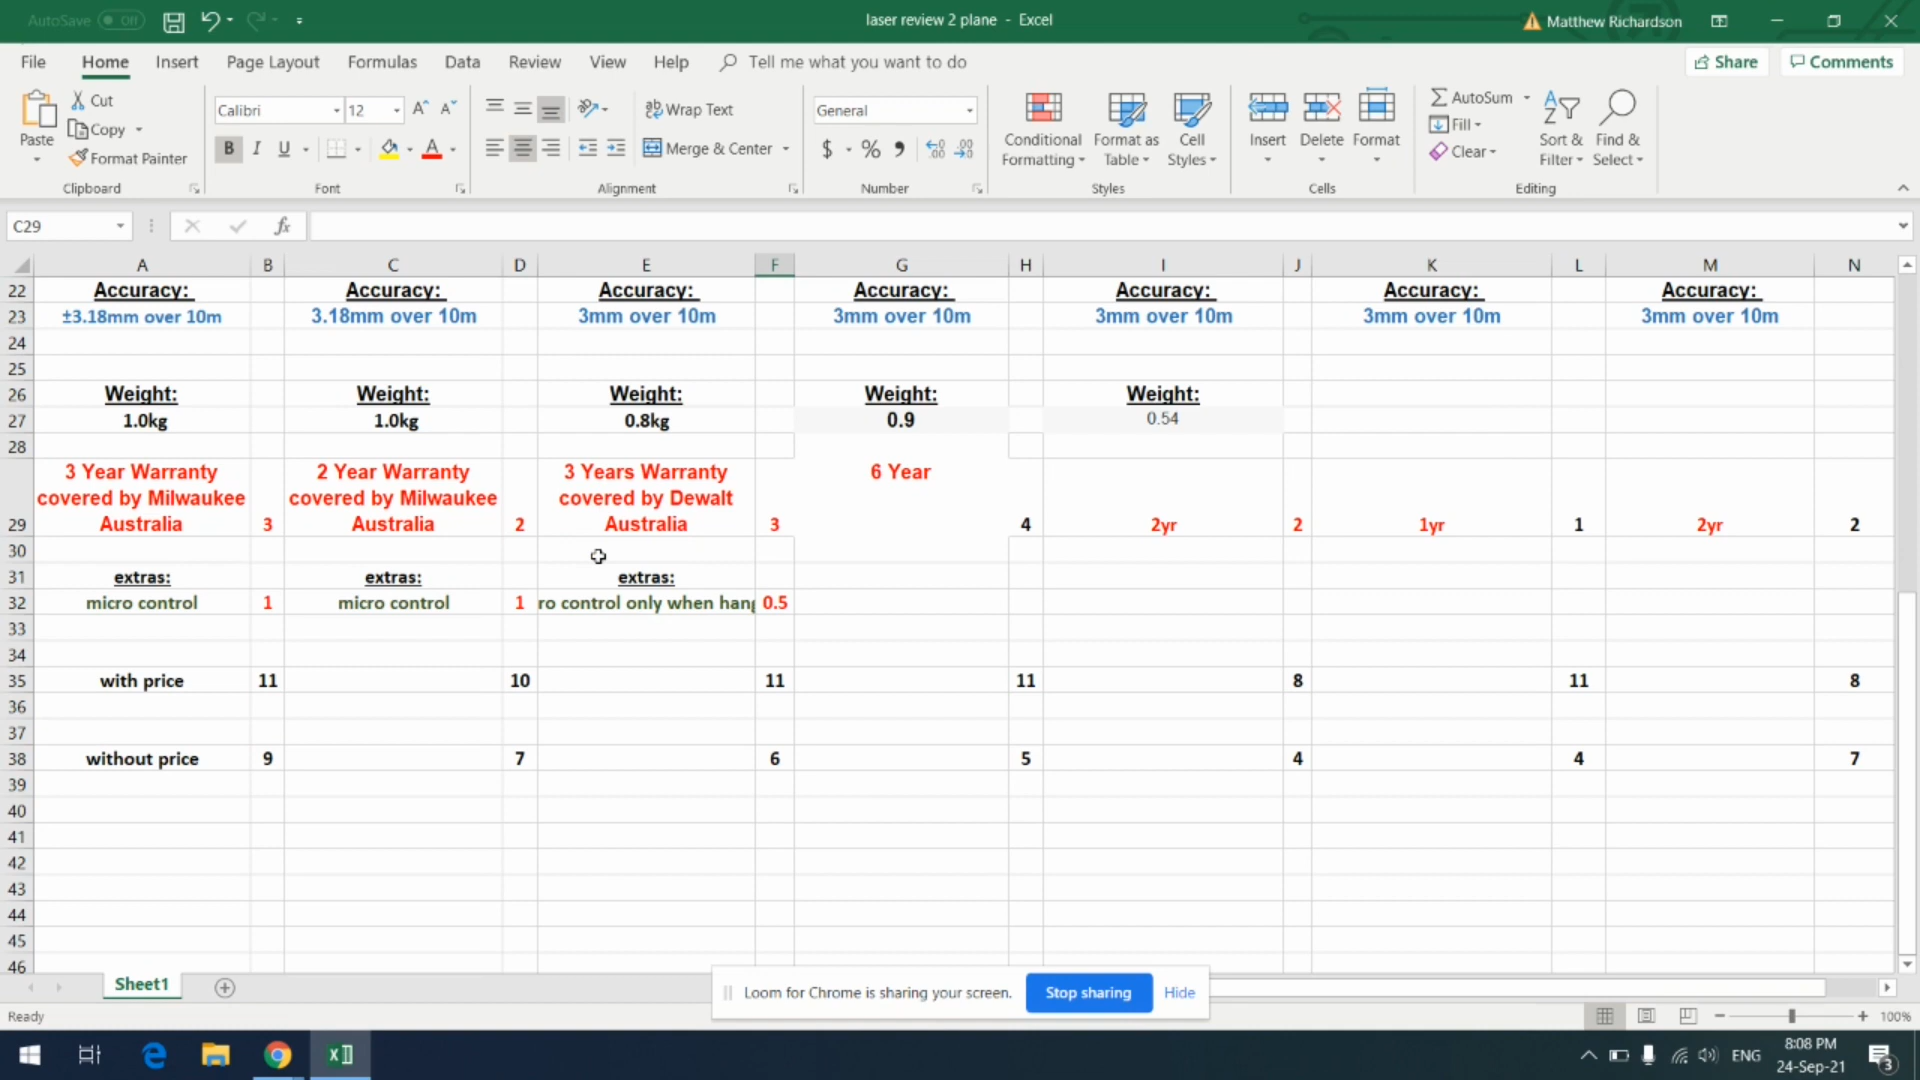 AutoSave Off
laser review 2 plane - Excel
Matthew Richardson
File Home Insert Page Layout Formulas Data Review View Help Tell me what you want to do
Share Comments
Paste
Cut
Copy
Format Painter
Clipboard
Calibri 12
B I U
Font
Wrap Text
Merge & Center
Alignment
General
$ %
Number
Conditional Formatting
Format as Table
Cell Styles
Styles
Insert Delete Format
Cells
AutoSum
Fill
Clear
Sort & Filter
Find & Select
Editing
C29 fx
A B C D E F G H I J K L M N
22 Accuracy: Accuracy: Accuracy: Accuracy: Accuracy: Accuracy: Accuracy:
23 ±3.18mm over 10m 3.18mm over 10m 3mm over 10m 3mm over 10m 3mm over 10m 3mm over 10m 3mm over 10m
24
25
26 Weight: Weight: Weight: Weight: Weight:
27 1.0kg 1.0kg 0.8kg 0.9 0.54
28
3 Year Warranty 2 Year Warranty 3 Years Warranty 6 Year
covered by Milwaukee covered by Milwaukee covered by Dewalt
29 Australia 3 Australia 2 Australia 3 4 2yr 2 1yr 1 2yr 2
30
31 extras: extras: extras:
32 micro control 1 micro control 1 ro control only when hang 0.5
33
34
35 with price 11 10 11 11 8 11 8
36
37
38 without price 9 7 6 5 4 4 7
39
40
41
42
43
44
45
46
Sheet1
Loom for Chrome is sharing your screen. Stop sharing Hide
Ready
100%
ENG
8:08 PM
24-Sep-21
3